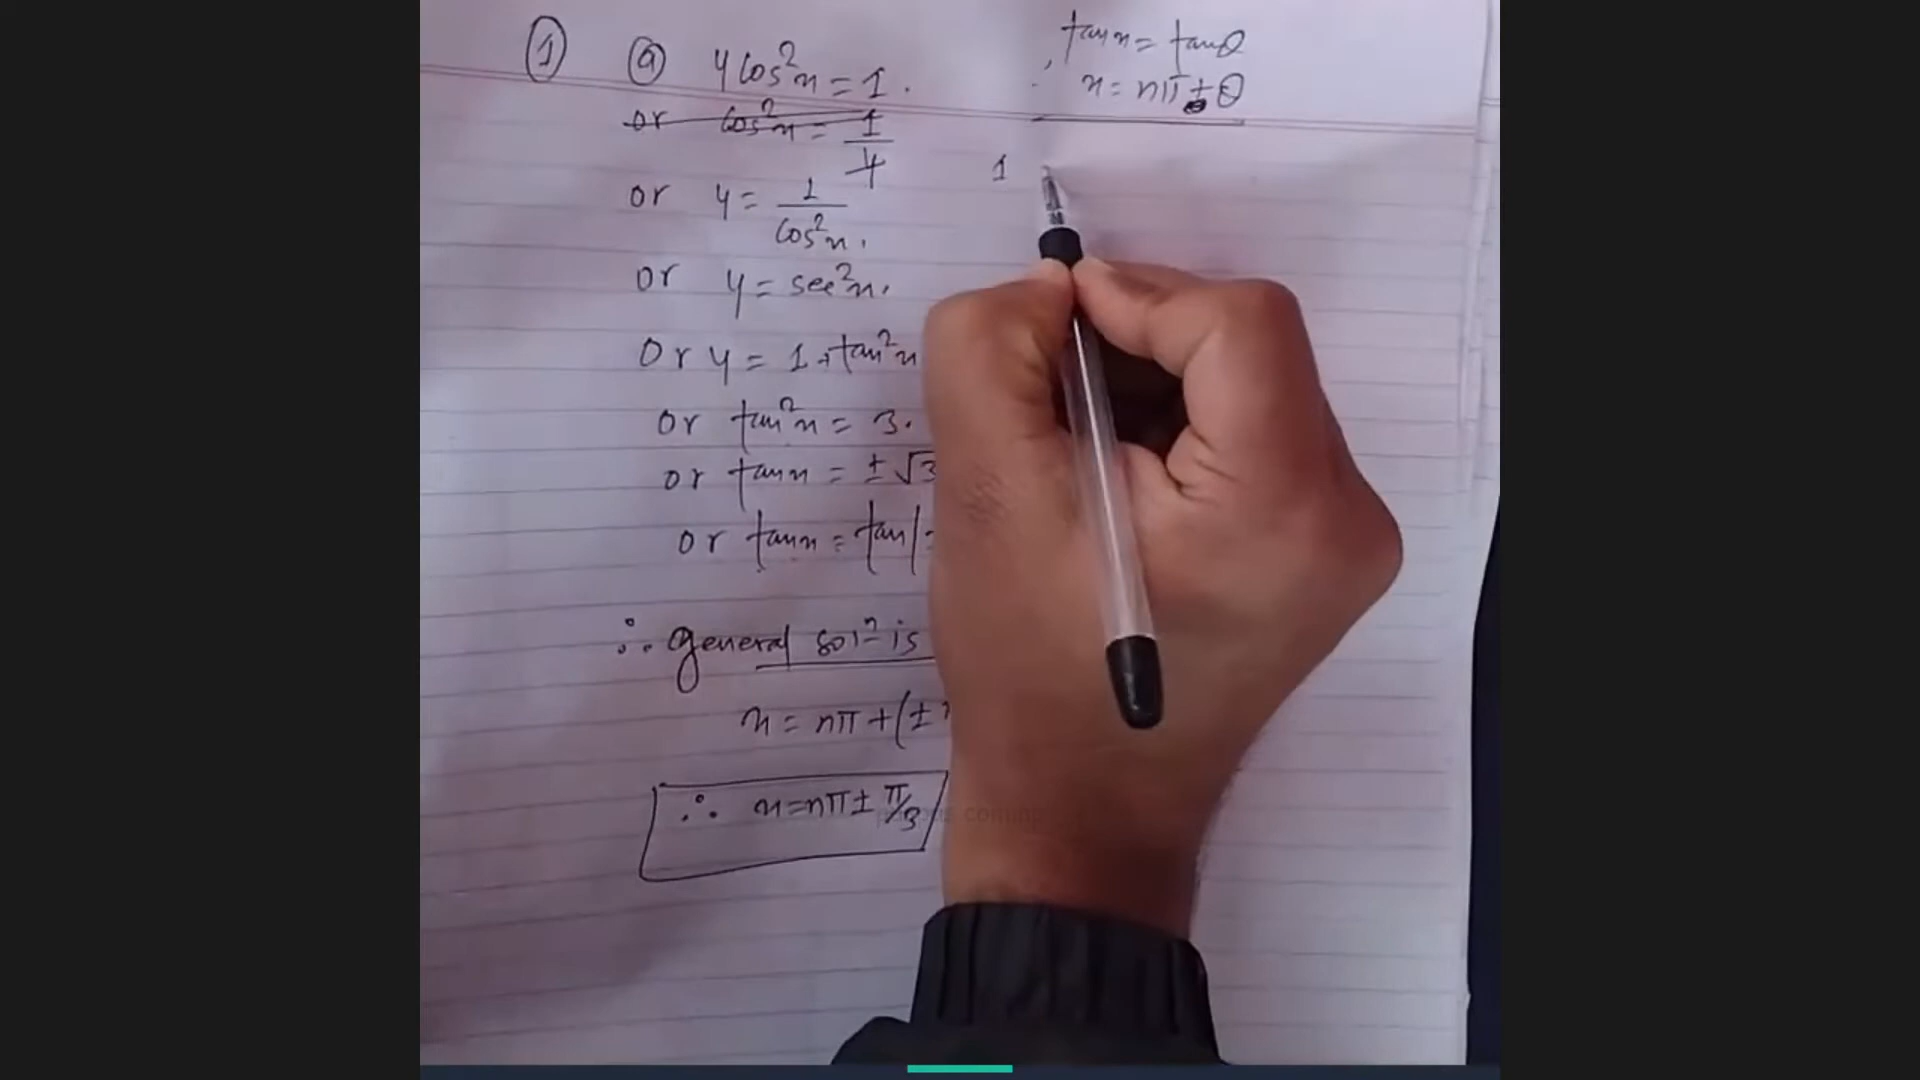 ① ⓐ 4cos²x = 1.
or cos²x = 1/4
or 4 = 1/cos²x.
or 4 = sec²x.
Or 4 = 1 + tan²x
or tan²x = 3.
or tanx = ± √3
or tanx = tan(
∴ general solⁿ is
x = nπ + (±
∴ x = nπ ± π/3
tanx = tanθ
∴ x = nπ ± θ
1